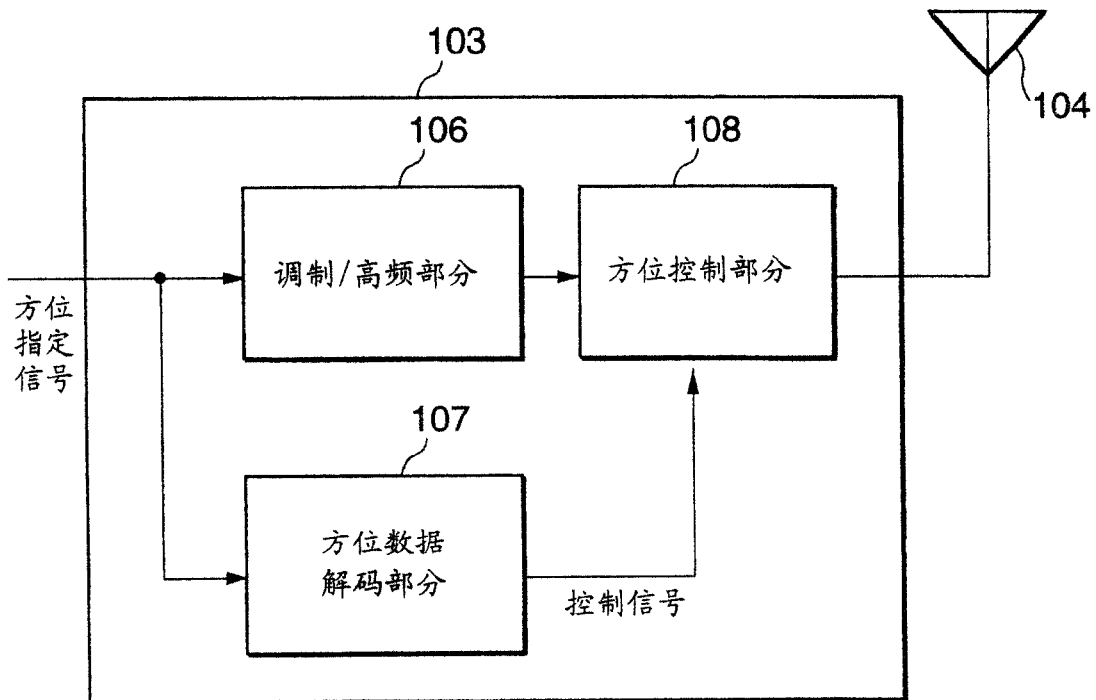 103
104
106
108
调制/高频部分
方位控制部分
方位
指定
信号
107
方位数据
解码部分
控制信号